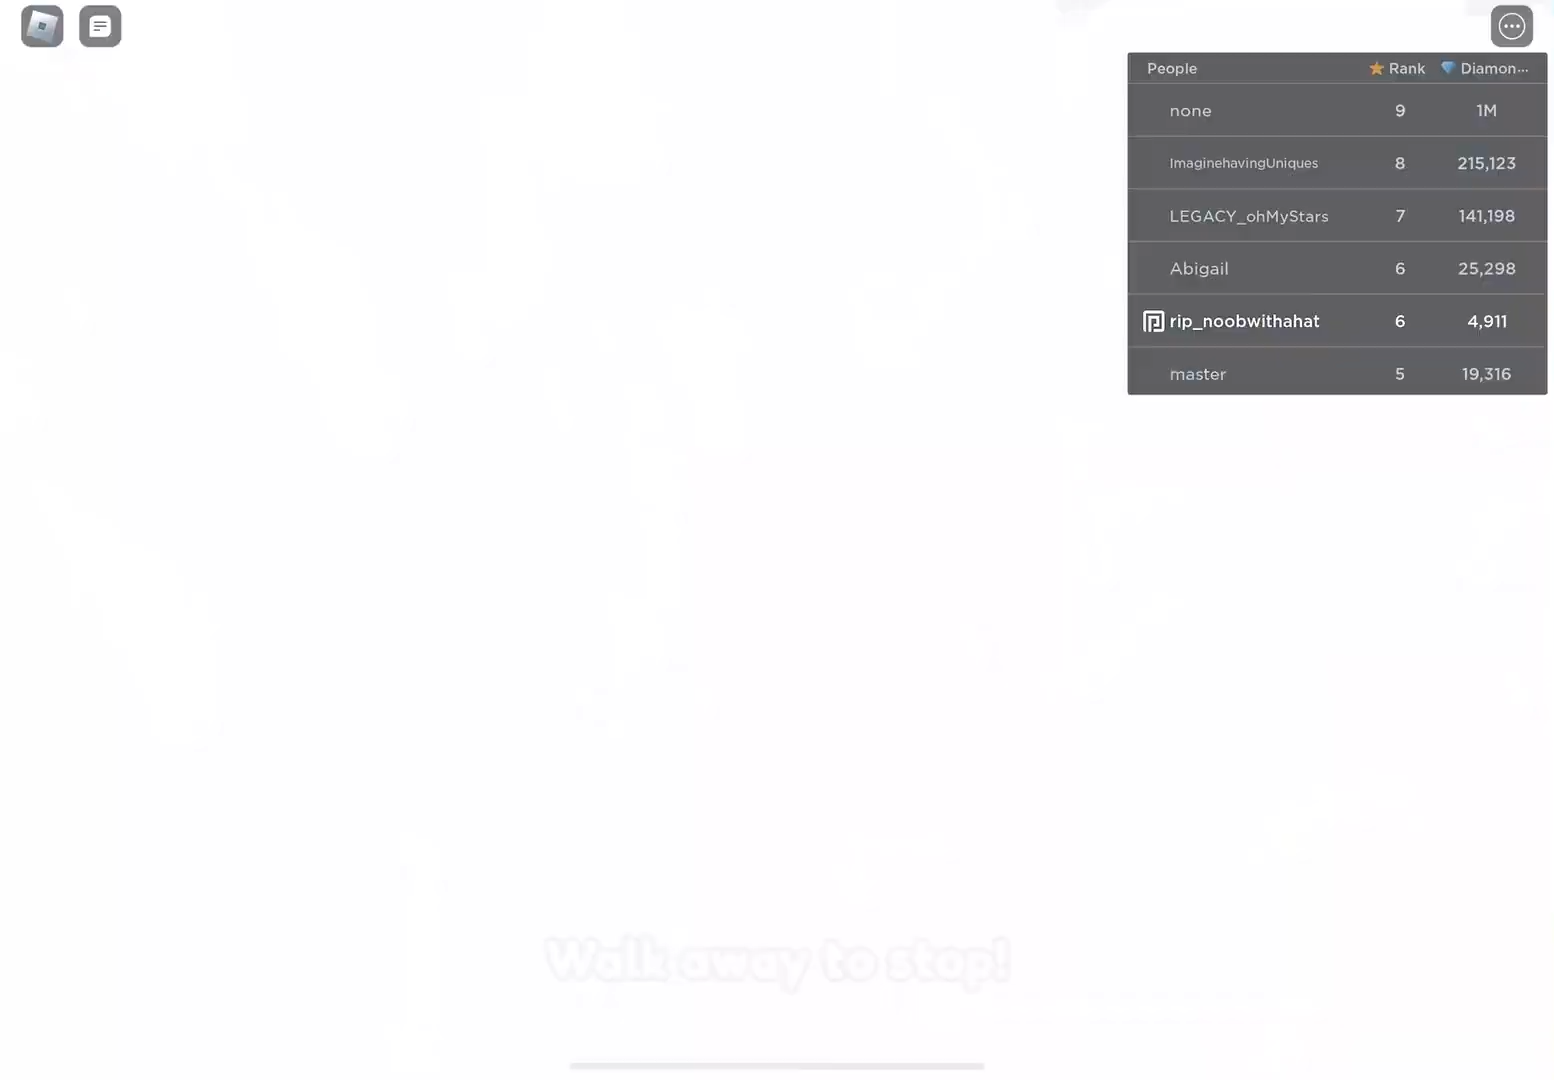 People Rank Diamon...
none 9 1M
ImaginehavingUniques 8 215,123
LEGACY_ohMyStars 7 141,198
Abigail 6 25,298
rip_noobwithahat 6 4,911
master 5 19,316
Walk away to stop!